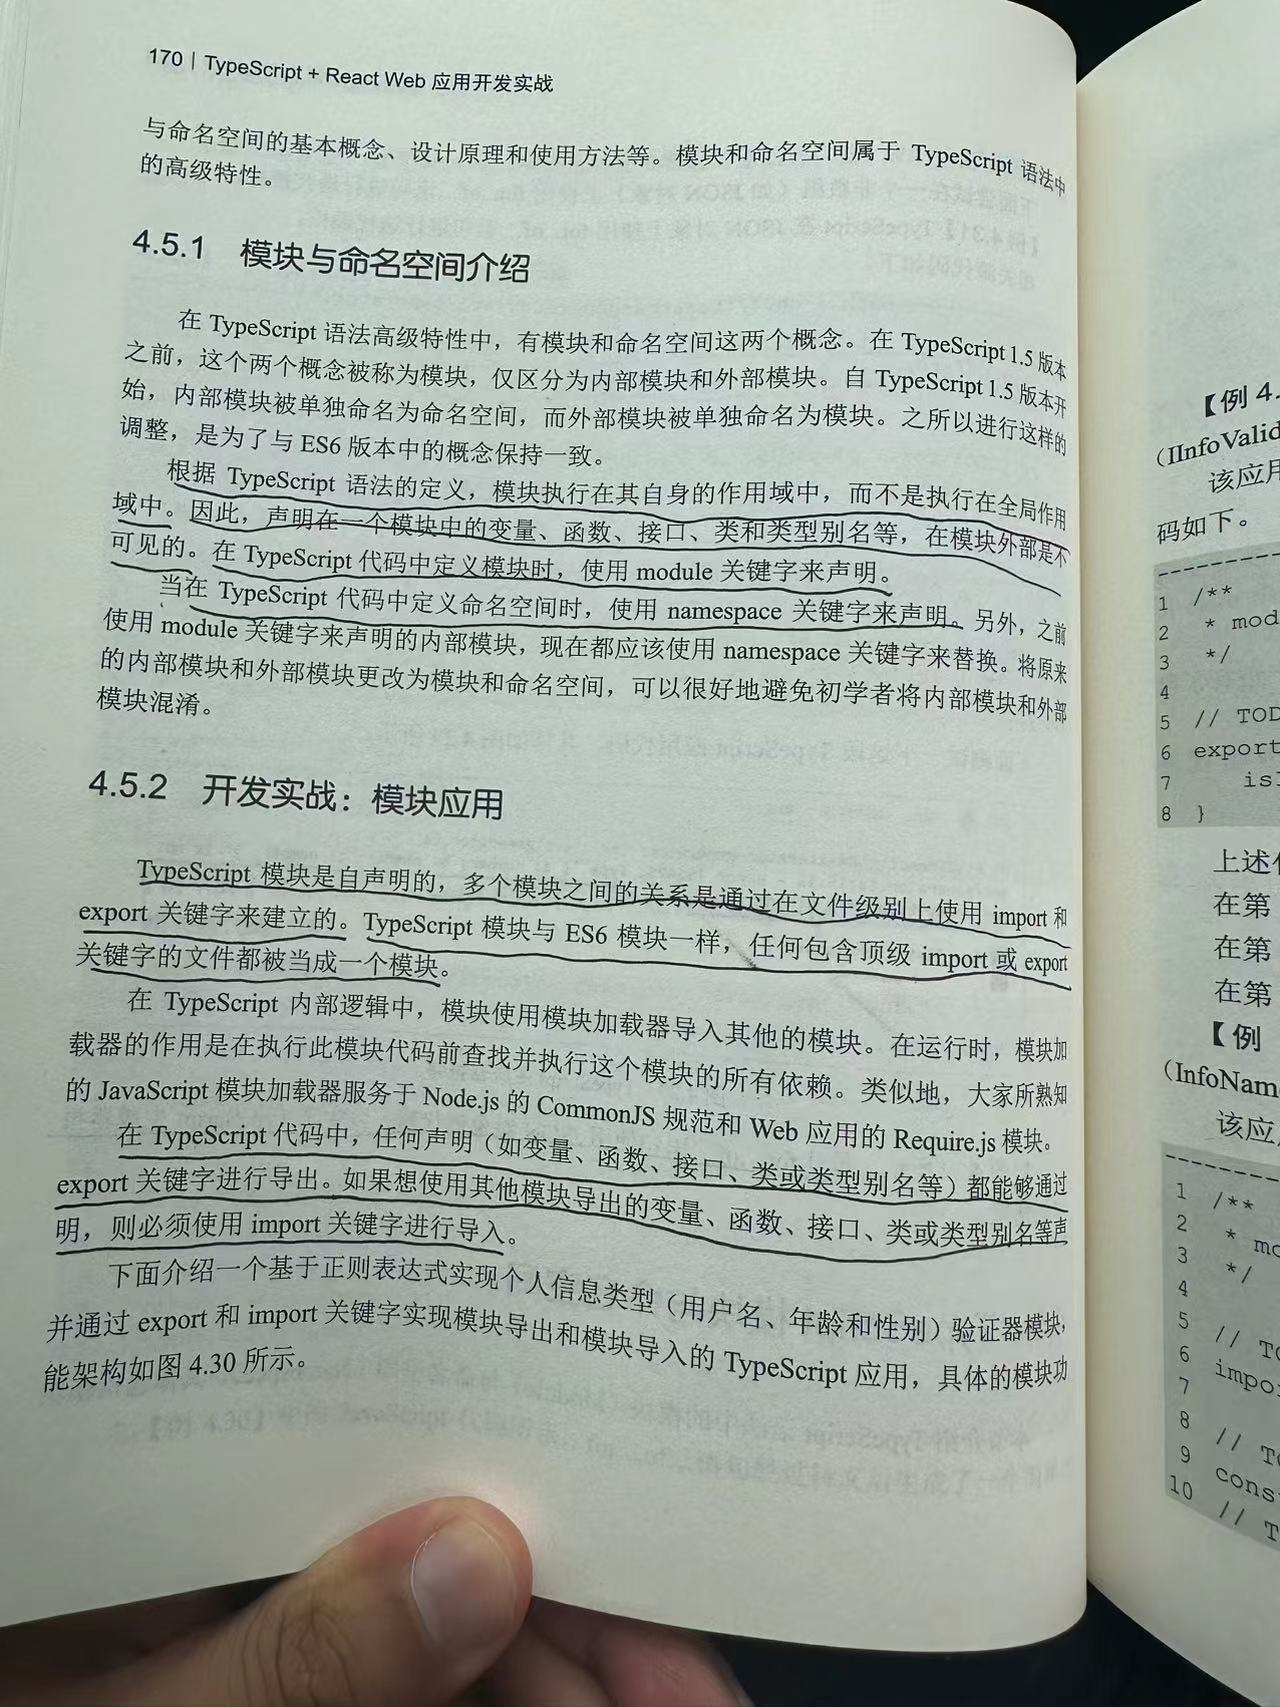 170 | TypeScript + React Web 应用开发实战
与命名空间的基本概念、设计原理和使用方法等。模块和命名空间属于 TypeScript 语法中
的高级特性。
4.5.1 模块与命名空间介绍
在 TypeScript 语法高级特性中，有模块和命名空间这两个概念。在 TypeScript 1.5 版本
之前，这个两个概念被称为模块，仅区分为内部模块和外部模块。自 TypeScript 1.5 版本开
始，内部模块被单独命名为命名空间，而外部模块被单独命名为模块。之所以进行这样的
调整，是为了与 ES6 版本中的概念保持一致。
根据 TypeScript 语法的定义，模块执行在其自身的作用域中，而不是执行在全局作用
域中。因此，声明在一个模块中的变量、函数、接口、类和类型别名等，在模块外部是不
可见的。在 TypeScript 代码中定义模块时，使用 module 关键字来声明。
当在 TypeScript 代码中定义命名空间时，使用 namespace 关键字来声明。另外，之前
使用 module 关键字来声明的内部模块，现在都应该使用 namespace 关键字来替换。将原来
的内部模块和外部模块更改为模块和命名空间，可以很好地避免初学者将内部模块和外部
模块混淆。
4.5.2 开发实战：模块应用
TypeScript 模块是自声明的，多个模块之间的关系是通过在文件级别上使用 import 和
export 关键字来建立的。TypeScript 模块与 ES6 模块一样，任何包含顶级 import 或 export
关键字的文件都被当成一个模块。
在 TypeScript 内部逻辑中，模块使用模块加载器导入其他的模块。在运行时，模块加
载器的作用是在执行此模块代码前查找并执行这个模块的所有依赖。类似地，大家所熟知
的 JavaScript 模块加载器服务于 Node.js 的 CommonJS 规范和 Web 应用的 Require.js 模块。
在 TypeScript 代码中，任何声明（如变量、函数、接口、类或类型别名等）都能够通过
export 关键字进行导出。如果想使用其他模块导出的变量、函数、接口、类或类型别名等声
明，则必须使用 import 关键字进行导入。
下面介绍一个基于正则表达式实现个人信息类型（用户名、年龄和性别）验证器模块，
并通过 export 和 import 关键字实现模块导出和模块导入的 TypeScript 应用，具体的模块功
能架构如图 4.30 所示。
【例 4.
（IInfoValid
该应用
码如下。
1 /**
2 * mod
3 */
4
5 // TOD
6 export
7 is
8 }
上述
在第
在第
在第
【例
（InfoNam
该应
1 /**
2 * mo
3 */
4
5 // TO
6 impo
7
8 // TO
9 cons
10 // T